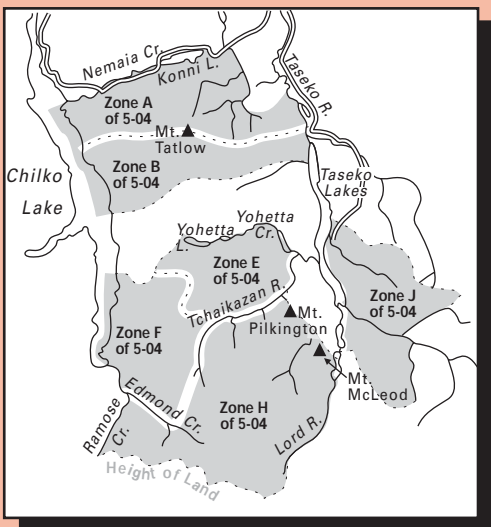 Nemaia Cr.
Konni L.
Taseko R.
Zone A
of 5-04
Mt.
Tatlow
Zone B
of 5-04
Chilko
Lake
Taseko
Lakes
Yohetta
L.
Yohetta
Cr.
Zone E
of 5-04
Tchaikazan R.
Zone J
of 5-04
Mt.
Pilkington
Zone F
of 5-04
Mt.
McLeod
Edmond Cr.
Ramose
Cr.
Zone H
of 5-04
Lord R.
Height of Land